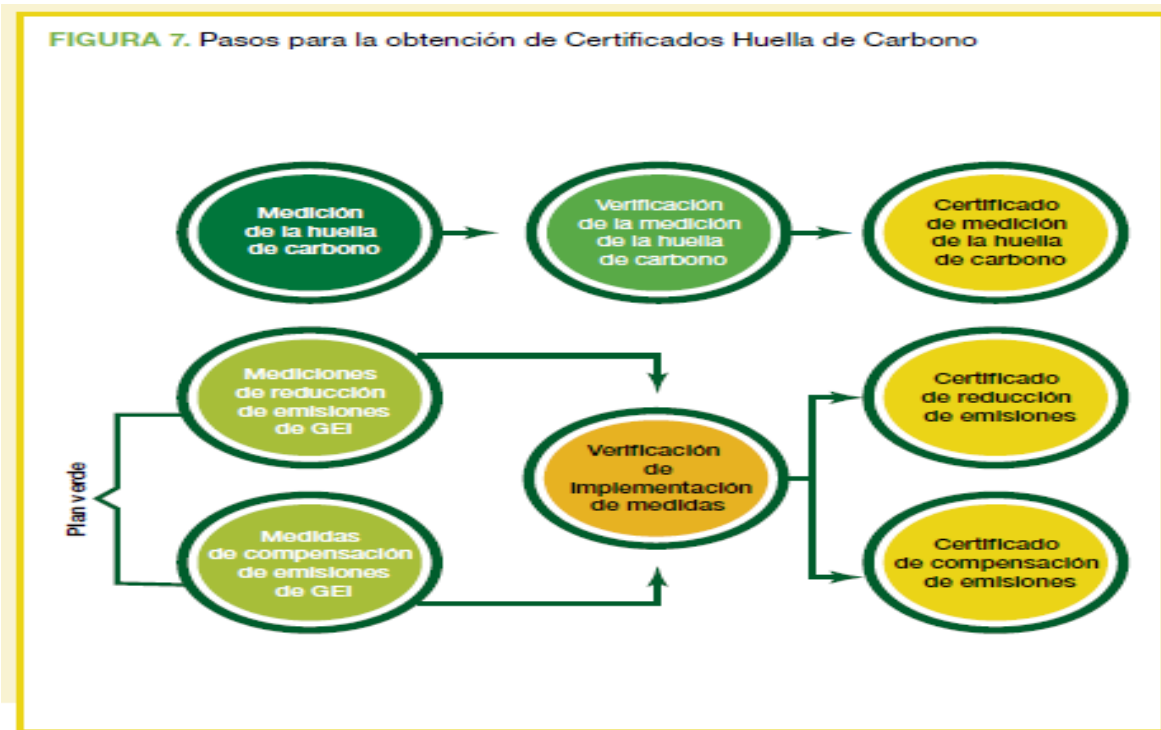 FIGURA 7. Pasos para la obtención de Certificados Huella de Carbono
Medición
de la huella
de carbono
Verificación
de la medición
de la huella
de carbono
Certificado
de medición
de la huella
de carbono
Mediciones
de reducción
de emisiones
de GEI
Certificado
de reducción
de emisiones
Plan verde
Verificación
de
implementación
de medidas
Medidas
de compensación
de emisiones
de GEI
Certificado
de compensación
de emisiones